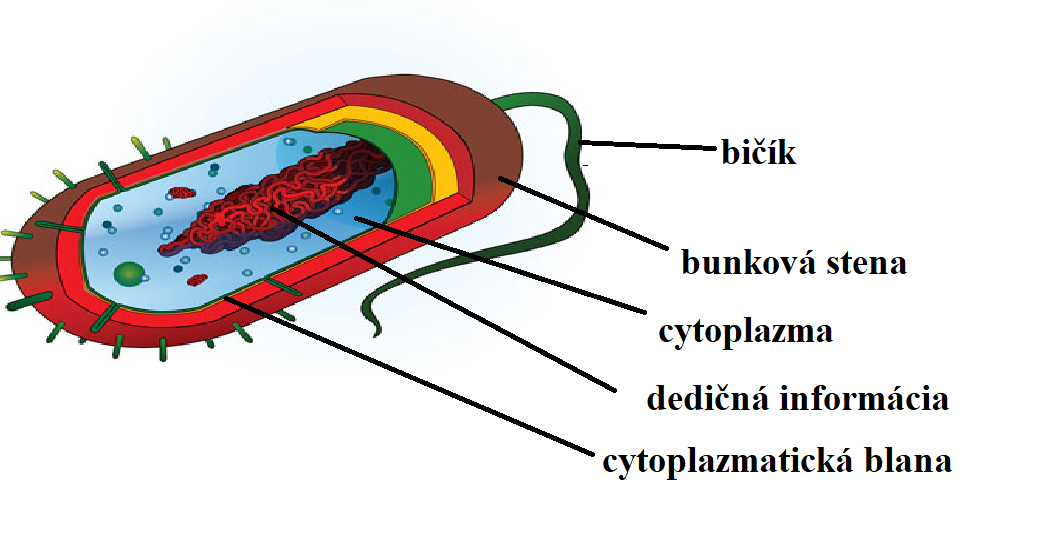 bičík
bunková stena
cytoplazma
dedičná informácia
cytoplazmatická blana